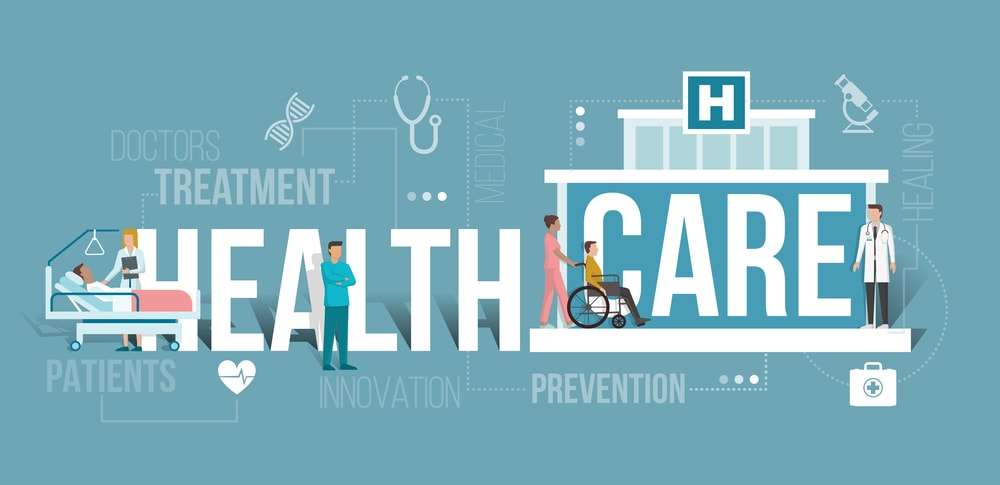 H
DOCTORS
MEDICAL
HEALING
TREATMENT
HEALTH CARE
PATIENTS
INNOVATION
PREVENTION